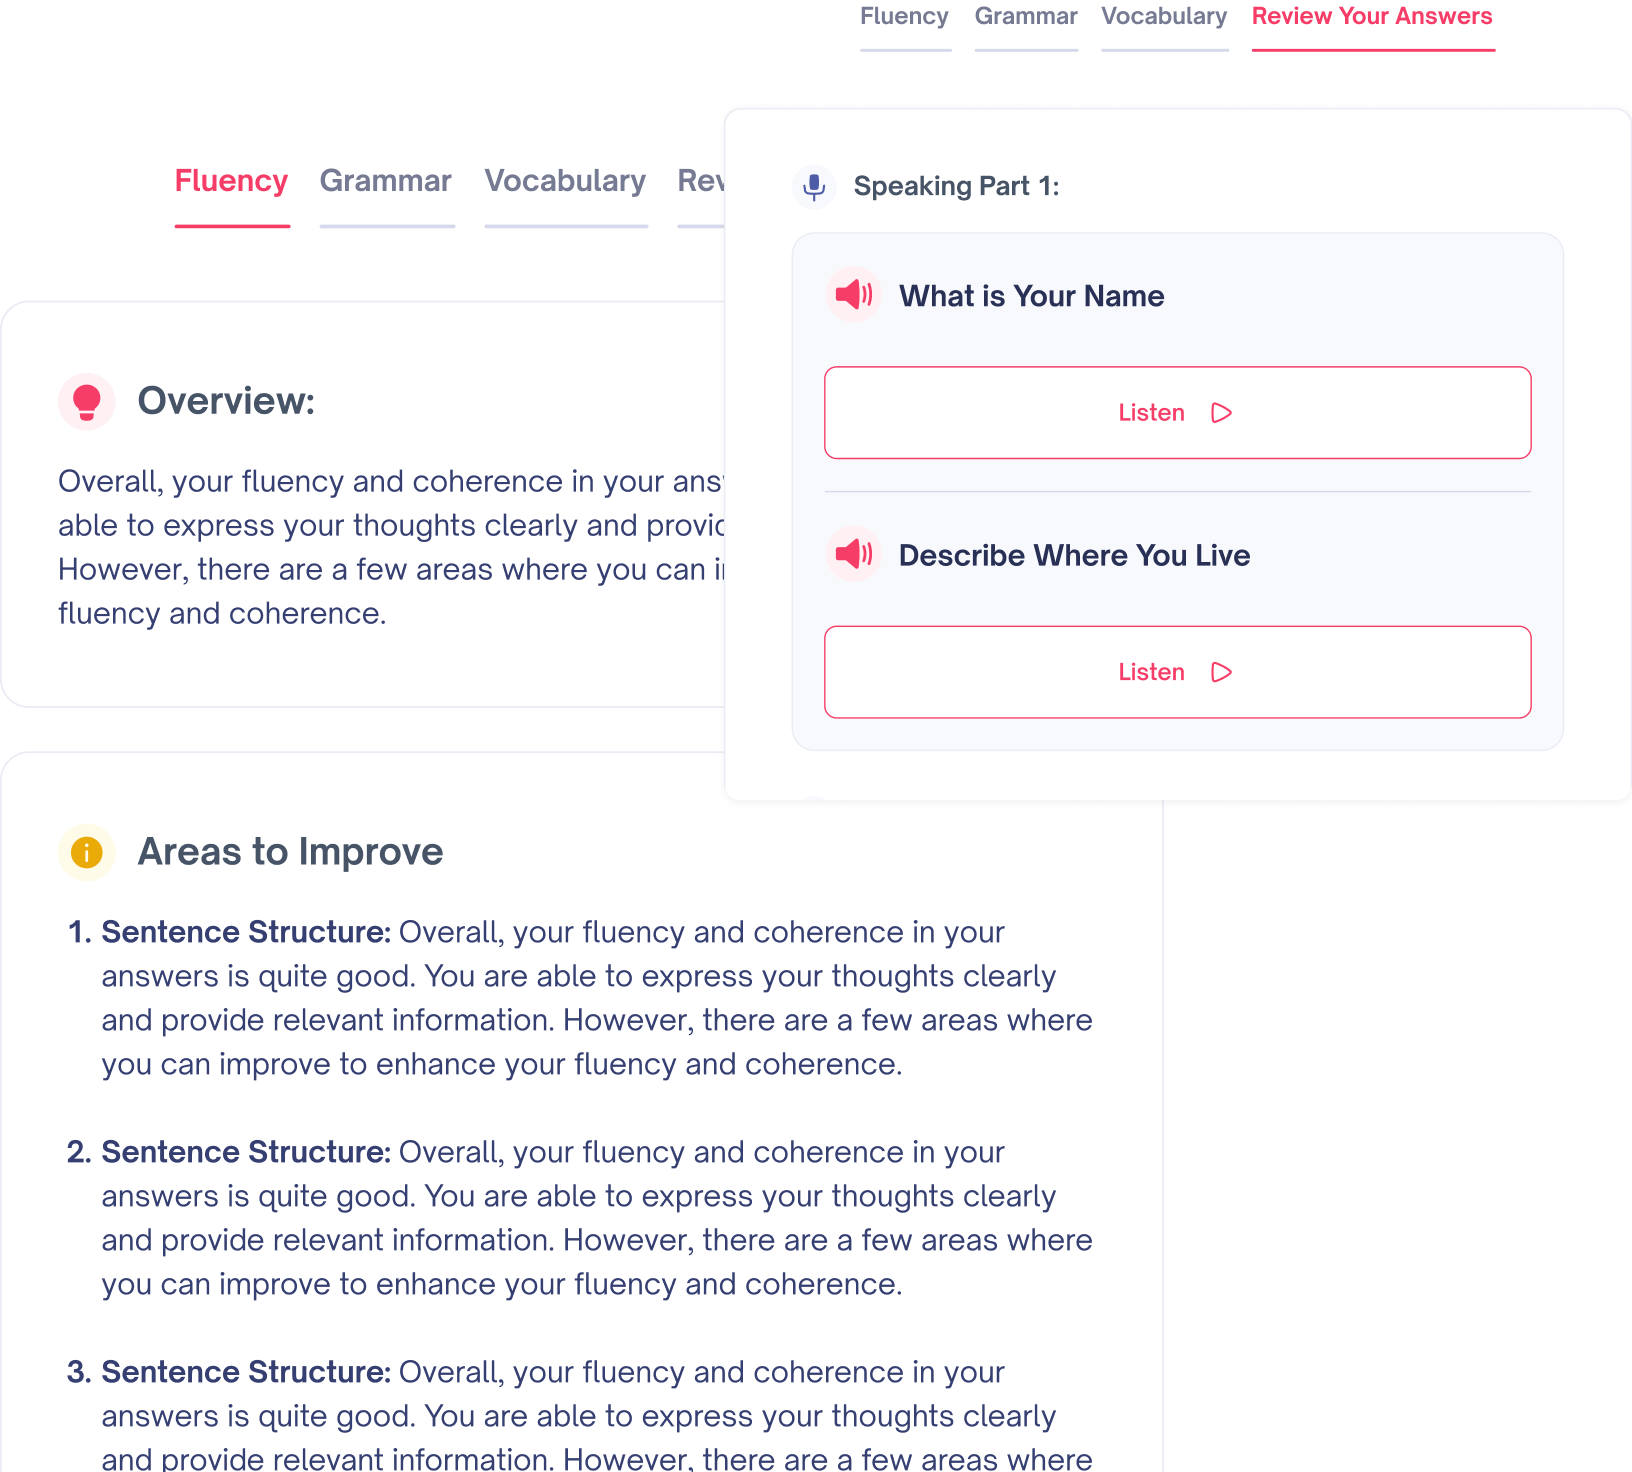 Fluency Grammar Vocabulary Review Your Answers
Fluency Grammar Vocabulary
Speaking Part 1:
What is Your Name
Listen
Describe Where You Live
Listen
Overview:
Overall, your fluency and coherence in your
able to express your thoughts clearly and
However, there are a few areas where you can
fluency and coherence.
Areas to Improve
1. Sentence Structure: Overall, your fluency and coherence in your
answers is quite good. You are able to express your thoughts clearly
and provide relevant information. However, there are a few areas where
you can improve to enhance your fluency and coherence.
2. Sentence Structure: Overall, your fluency and coherence in your
answers is quite good. You are able to express your thoughts clearly
and provide relevant information. However, there are a few areas where
you can improve to enhance your fluency and coherence.
3. Sentence Structure: Overall, your fluency and coherence in your
answers is quite good. You are able to express your thoughts clearly
and provide relevant information. However, there are a few areas where